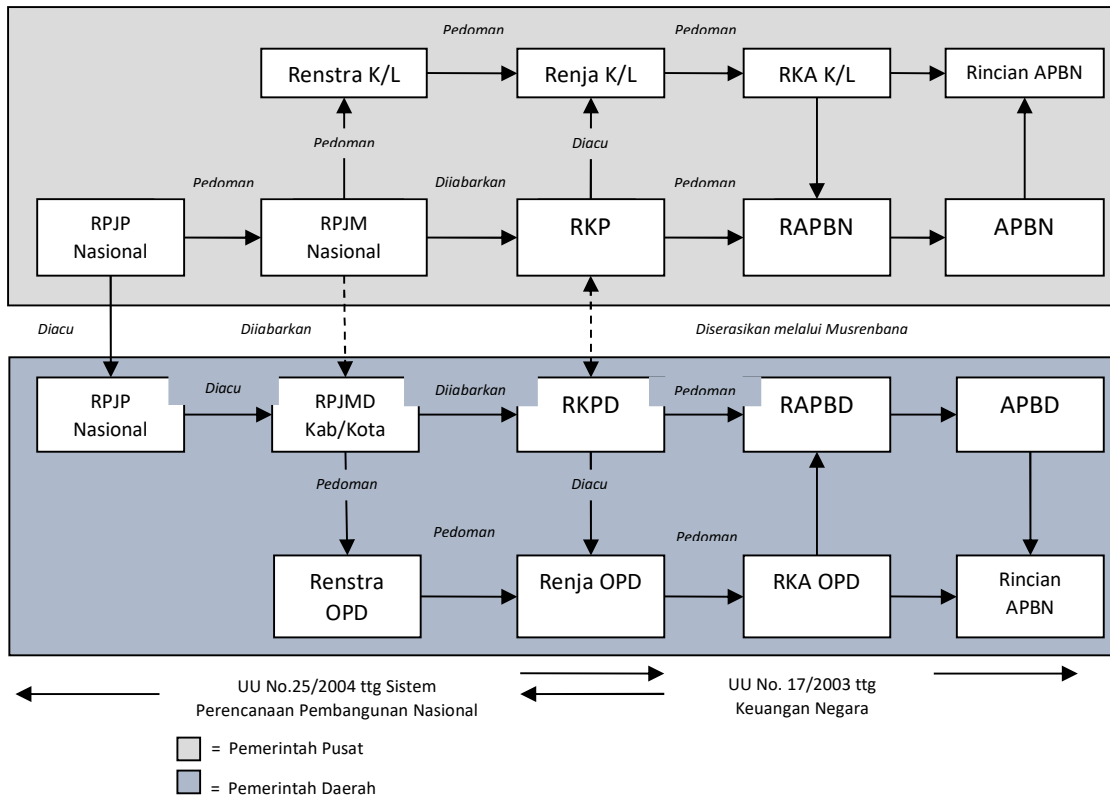 Pedoman
Pedoman
Renstra K/L
Renja K/L
RKA K/L
Rincian APBN
Pedoman
Diacu
Pedoman
Diiabarkan
Pedoman
RPJP
Nasional
RPJM
Nasional
RKP
RAPBN
APBN
Diacu
Diiabarkan
Diserasikan melalui Musrenbana
RPJP
Nasional
Diacu
RPJMD
Kab/Kota
Diiabarkan
RKPD
Pedoman
RAPBD
APBD
Pedoman
Diacu
Pedoman
Pedoman
Renstra
OPD
Renja OPD
RKA OPD
Rincian
APBN
UU No.25/2004 ttg Sistem
Perencanaan Pembangunan Nasional
UU No. 17/2003 ttg
Keuangan Negara
= Pemerintah Pusat
= Pemerintah Daerah